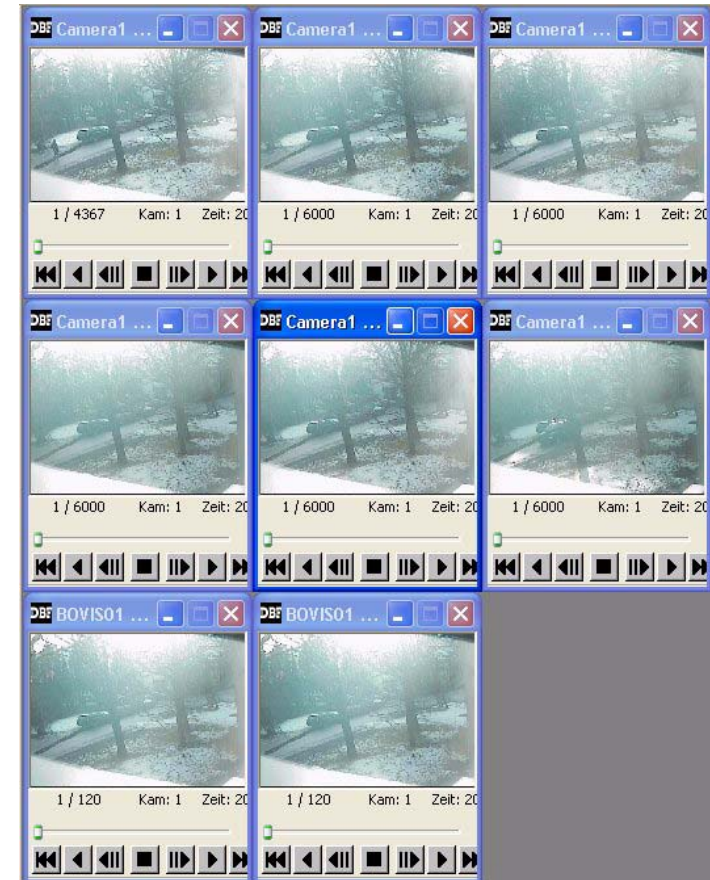 DBF Camera1 ... DBF Camera1 ... DBF Camera1 ...
1 / 4367 Kam: 1 Zeit: 20 1 / 6000 Kam: 1 Zeit: 20 1 / 6000 Kam: 1 Zeit: 20
DBF Camera1 ... DBF Camera1 ... DBF Camera1 ...
1 / 6000 Kam: 1 Zeit: 20 1 / 6000 Kam: 1 Zeit: 20 1 / 6000 Kam: 1 Zeit: 20
DBF BOVIS01 ... DBF BOVIS01 ...
1 / 120 Kam: 1 Zeit: 20 1 / 120 Kam: 1 Zeit: 20